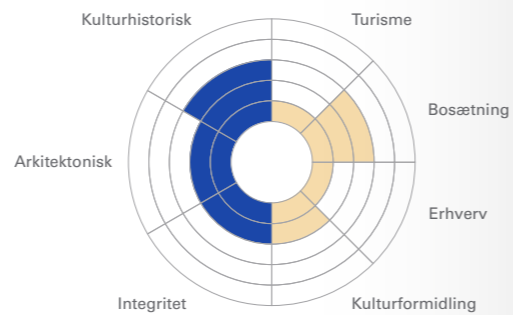 Kulturhistorisk
Turisme
Bosætning
Arkitektonisk
Erhverv
Integritet
Kulturformidling